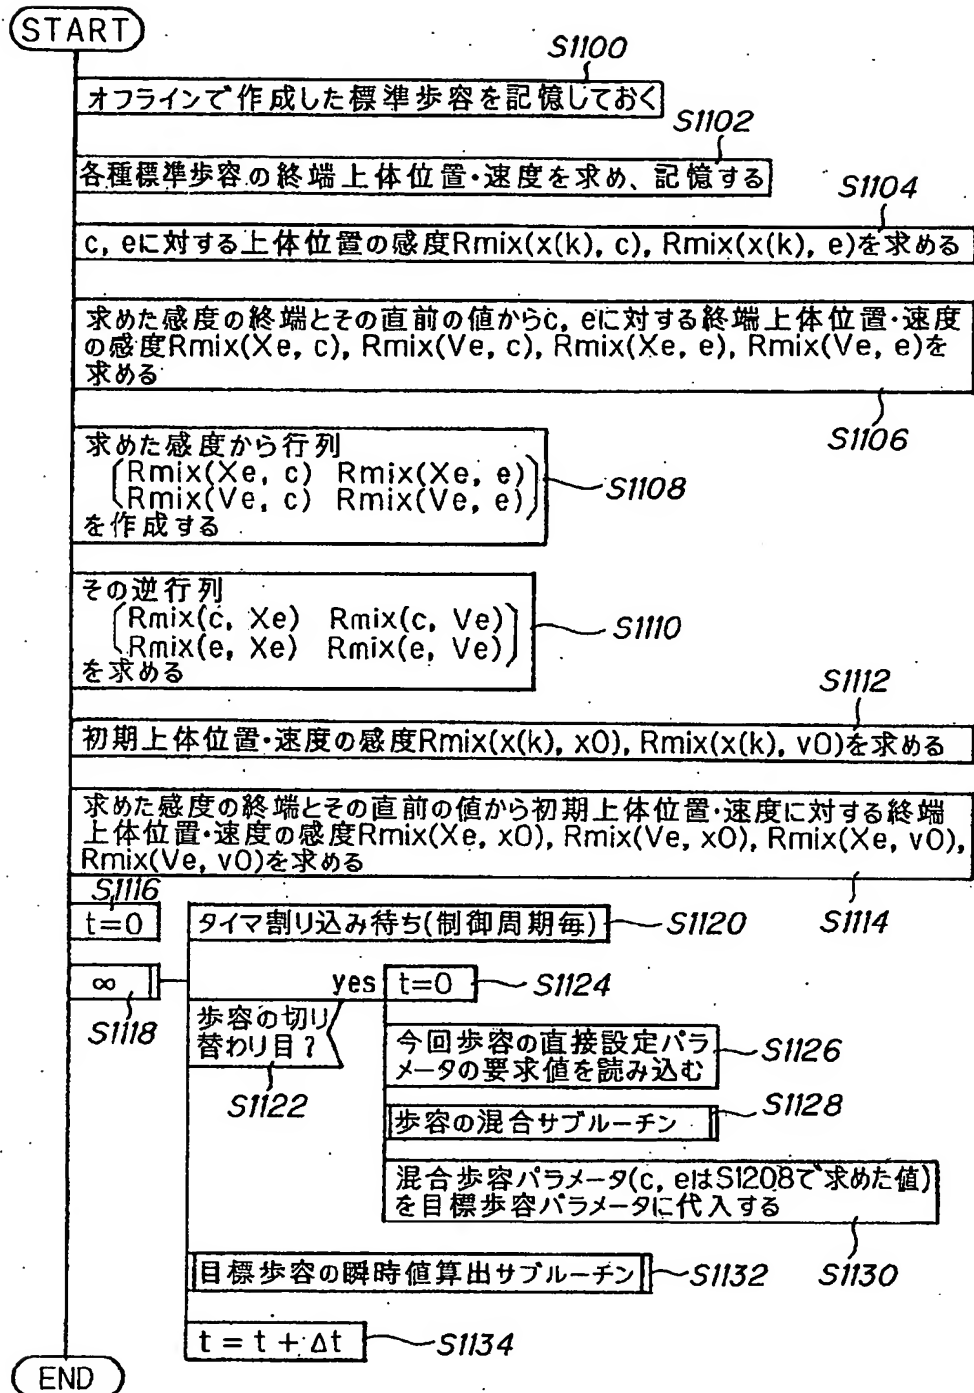 START
S1100
オフラインで作成した標準歩容を記憶しておく
S1102
各種標準歩容の終端上体位置・速度を求め、記憶する
S1104
c, eに対する上体位置の感度Rmix(x(k), c), Rmix(x(k), e)を求める
求めた感度の終端とその直前の値からc, eに対する終端上体位置・速度
の感度Rmix(Xe, c), Rmix(Ve, c), Rmix(Xe, e), Rmix(Ve, e)を
求める
S1106
求めた感度から行列
(Rmix(Xe, c) Rmix(Xe, e))
(Rmix(Ve, c) Rmix(Ve, e))
を作成する
S1108
その逆行列
(Rmix(c, Xe) Rmix(c, Ve))
(Rmix(e, Xe) Rmix(e, Ve))
を求める
S1110
S1112
初期上体位置・速度の感度Rmix(x(k), x0), Rmix(x(k), v0)を求める
求めた感度の終端とその直前の値から初期上体位置・速度に対する終端
上体位置・速度の感度Rmix(Xe, x0), Rmix(Ve, x0), Rmix(Xe, v0),
Rmix(Ve, v0)を求める
S1114
S1116
t=0
タイマ割り込み待ち(制御周期毎)
S1120
∞
S1118
歩容の切り
替わり目?
yes
S1122
t=0
S1124
今回歩容の直接設定パラ
メータの要求値を読み込む
S1126
歩容の混合サブルーチン
S1128
混合歩容パラメータ(c, eはS1208で求めた値)
を目標歩容パラメータに代入する
S1130
目標歩容の瞬時値算出サブルーチン
S1132
t = t + Δt
S1134
END